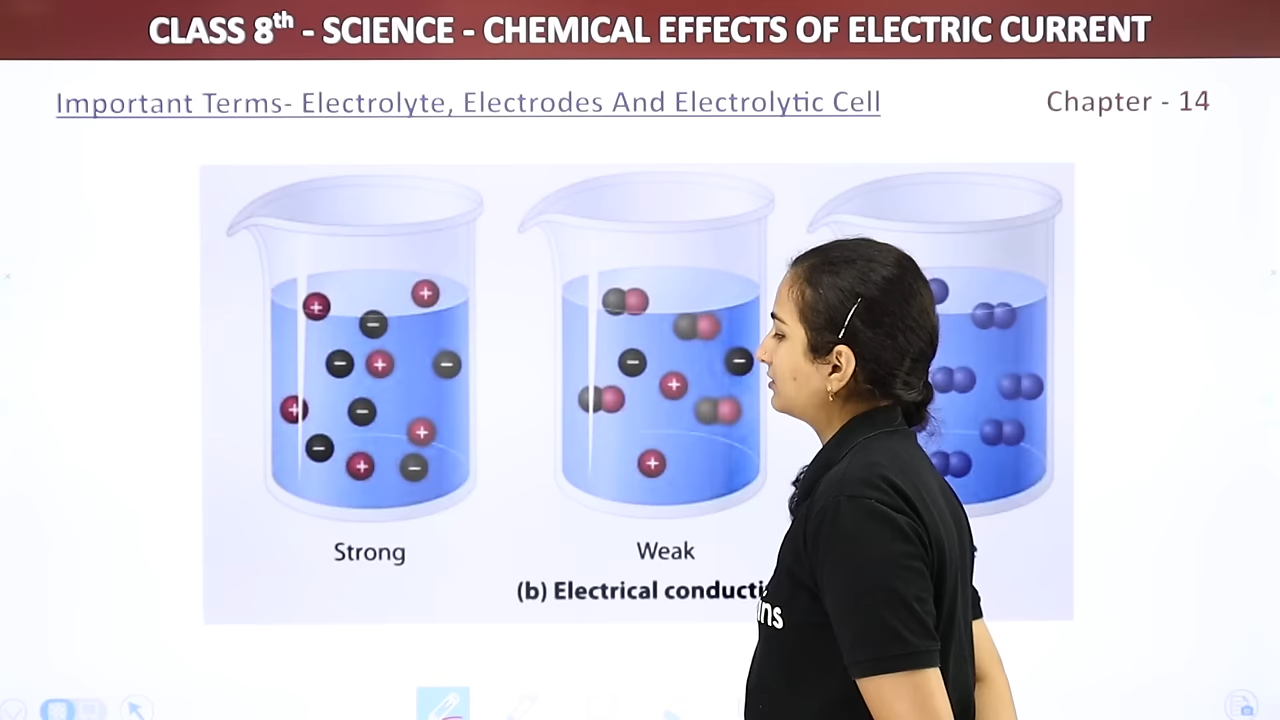 CLASS 8th - SCIENCE - CHEMICAL EFFECTS OF ELECTRIC CURRENT
Important Terms- Electrolyte, Electrodes And Electrolytic Cell
Chapter - 14
+ + − − + − + − + − + −
− + − +
Strong
Weak
(b) Electrical